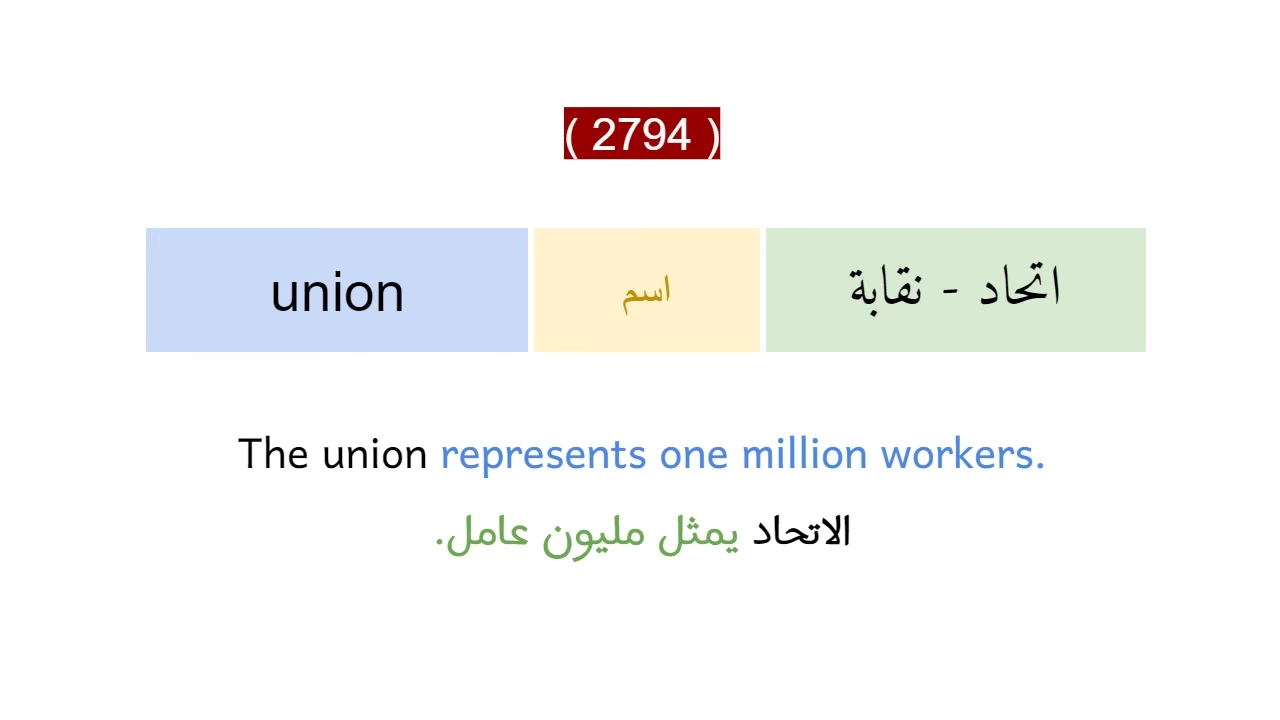 ( 2794 )
union اسم اتحاد - نقابة
The union represents one million workers.
الاتحاد يمثل مليون عامل.